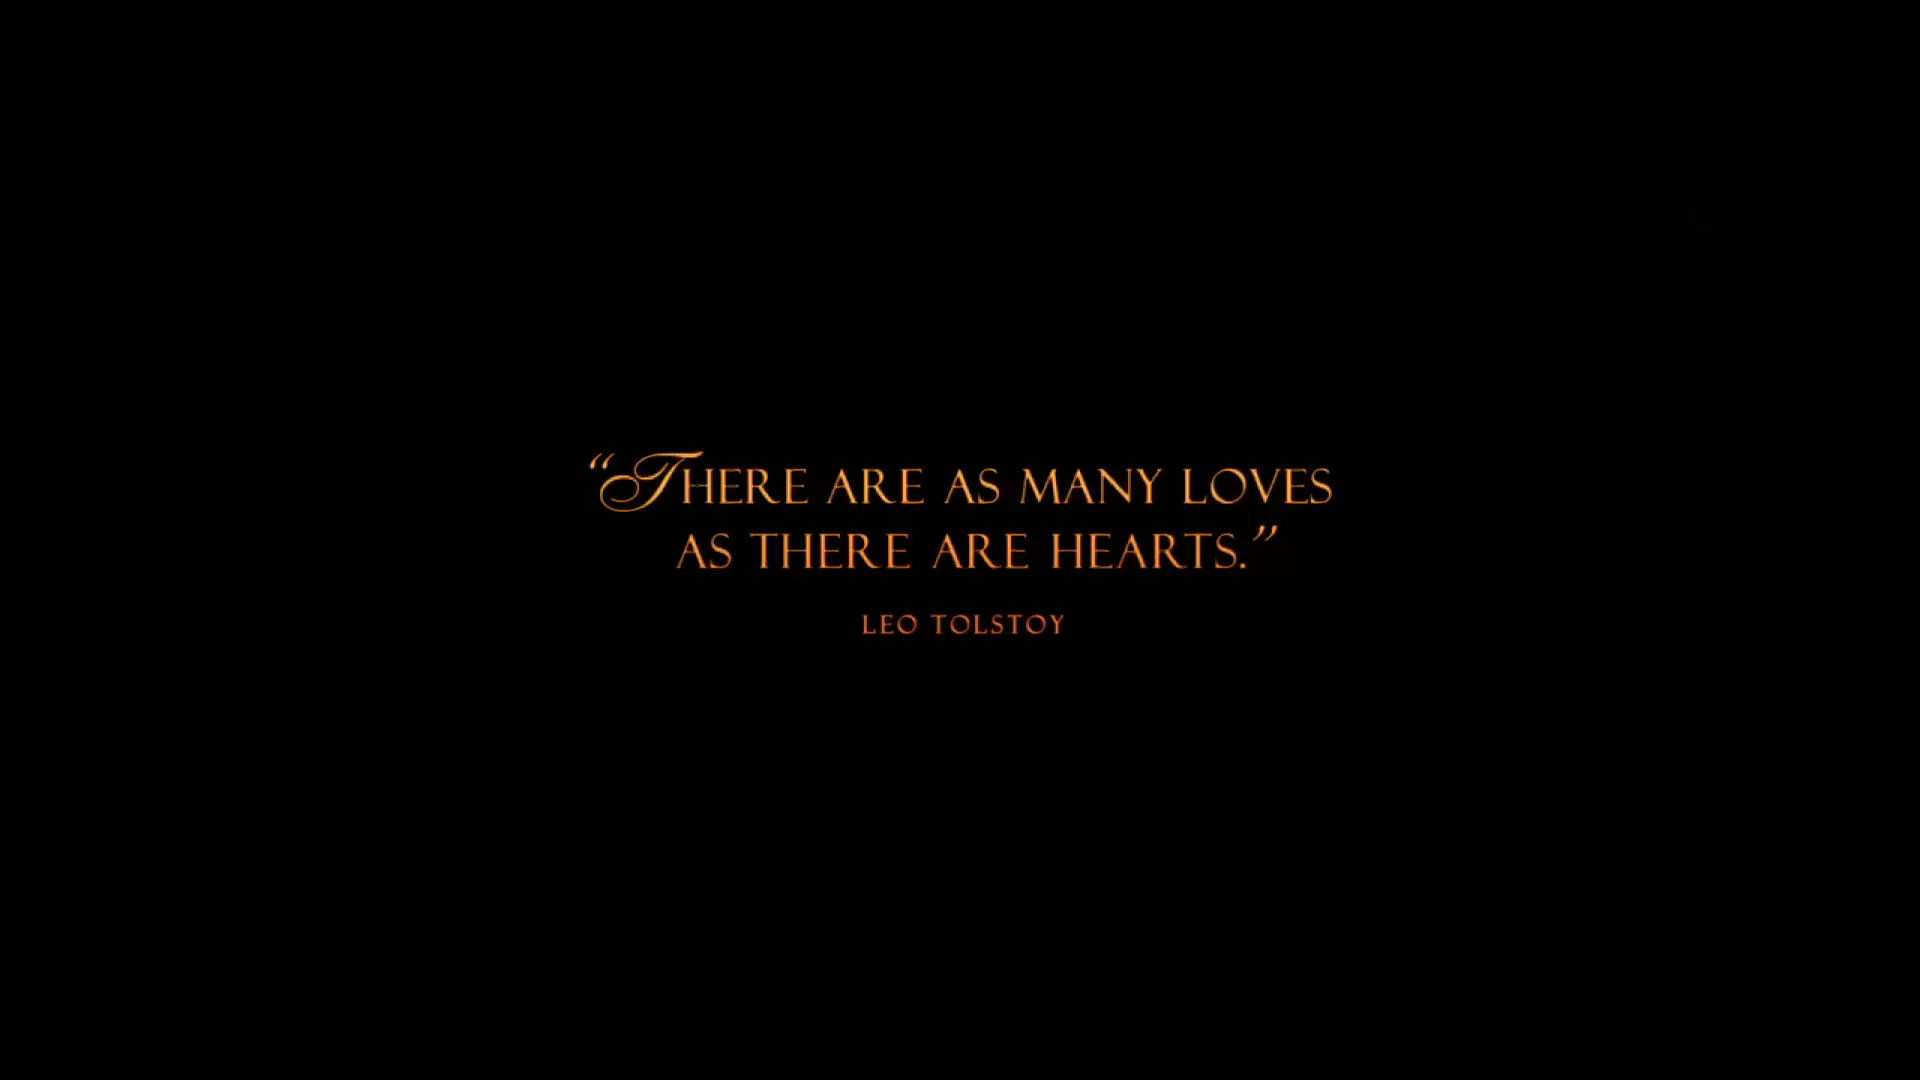 “THERE ARE AS MANY LOVES
AS THERE ARE HEARTS.”
LEO TOLSTOY